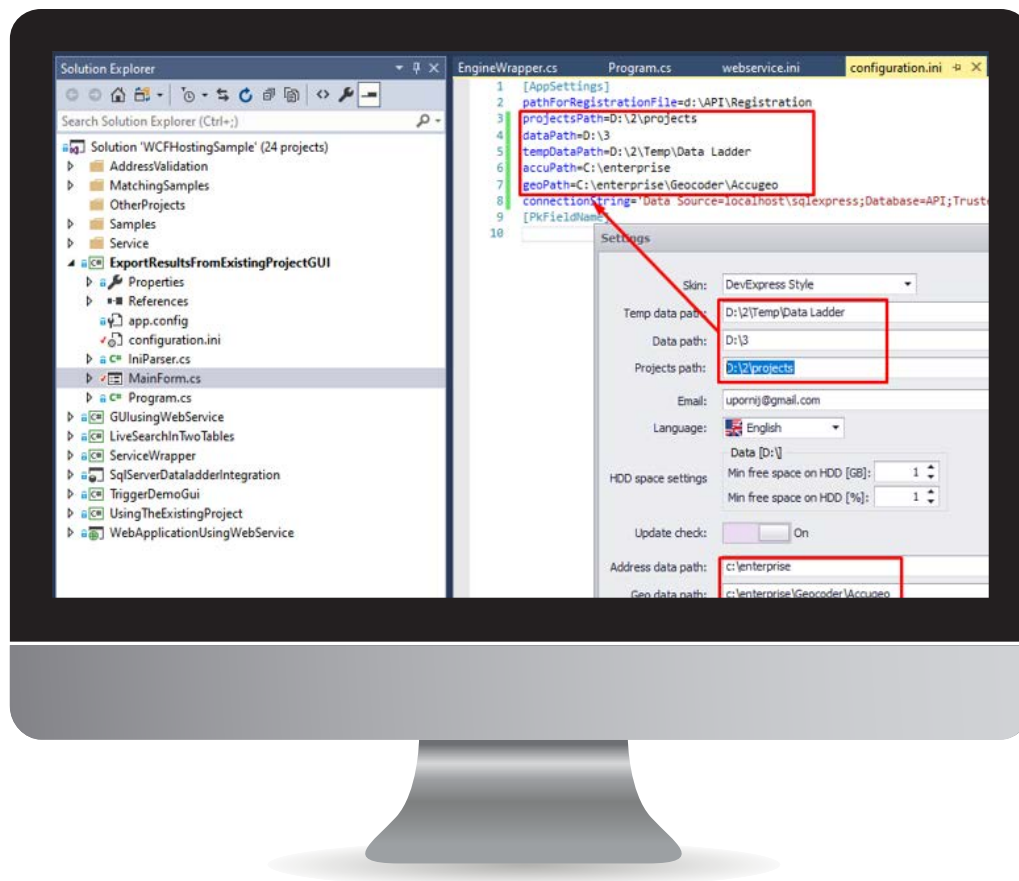 Solution Explorer
Search Solution Explorer (Ctrl+;)
Solution 'WCFHostingSample' (24 projects)
AddressValidation
MatchingSamples
OtherProjects
Samples
Service
ExportResultsFromExistingProjectGUI
Properties
References
app.config
configuration.ini
IniParser.cs
MainForm.cs
Program.cs
GUIusingWebService
LiveSearchInTwoTables
ServiceWrapper
SqlServerDataladderIntegration
TriggerDemoGui
UsingTheExistingProject
WebApplicationUsingWebService
EngineWrapper.cs Program.cs webservice.ini configuration.ini
1 [AppSettings]
2 pathForRegistrationFile=d:\API\Registration
3 projectsPath=D:\2\projects
4 dataPath=D:\3
5 tempDataPath=D:\2\Temp\Data Ladder
6 accuPath=C:\enterprise
7 geoPath=C:\enterprise\Geocoder\Accugeo
8 connectionString='Data Source=localhost\sqlexpress;Database=API;Truste
9 [PkFieldName]
10
Settings
Skin: DevExpress Style
Temp data path: D:\2\Temp\Data Ladder
Data path: D:\3
Projects path: D:\2\projects
Email: upornij@gmail.com
Language: English
Data [D:\]
HDD space settings
Min free space on HDD [GB]: 1
Min free space on HDD [%]: 1
Update check: On
Address data path: c:\enterprise
Geo data path: c:\enterprise\Geocoder\Accugeo